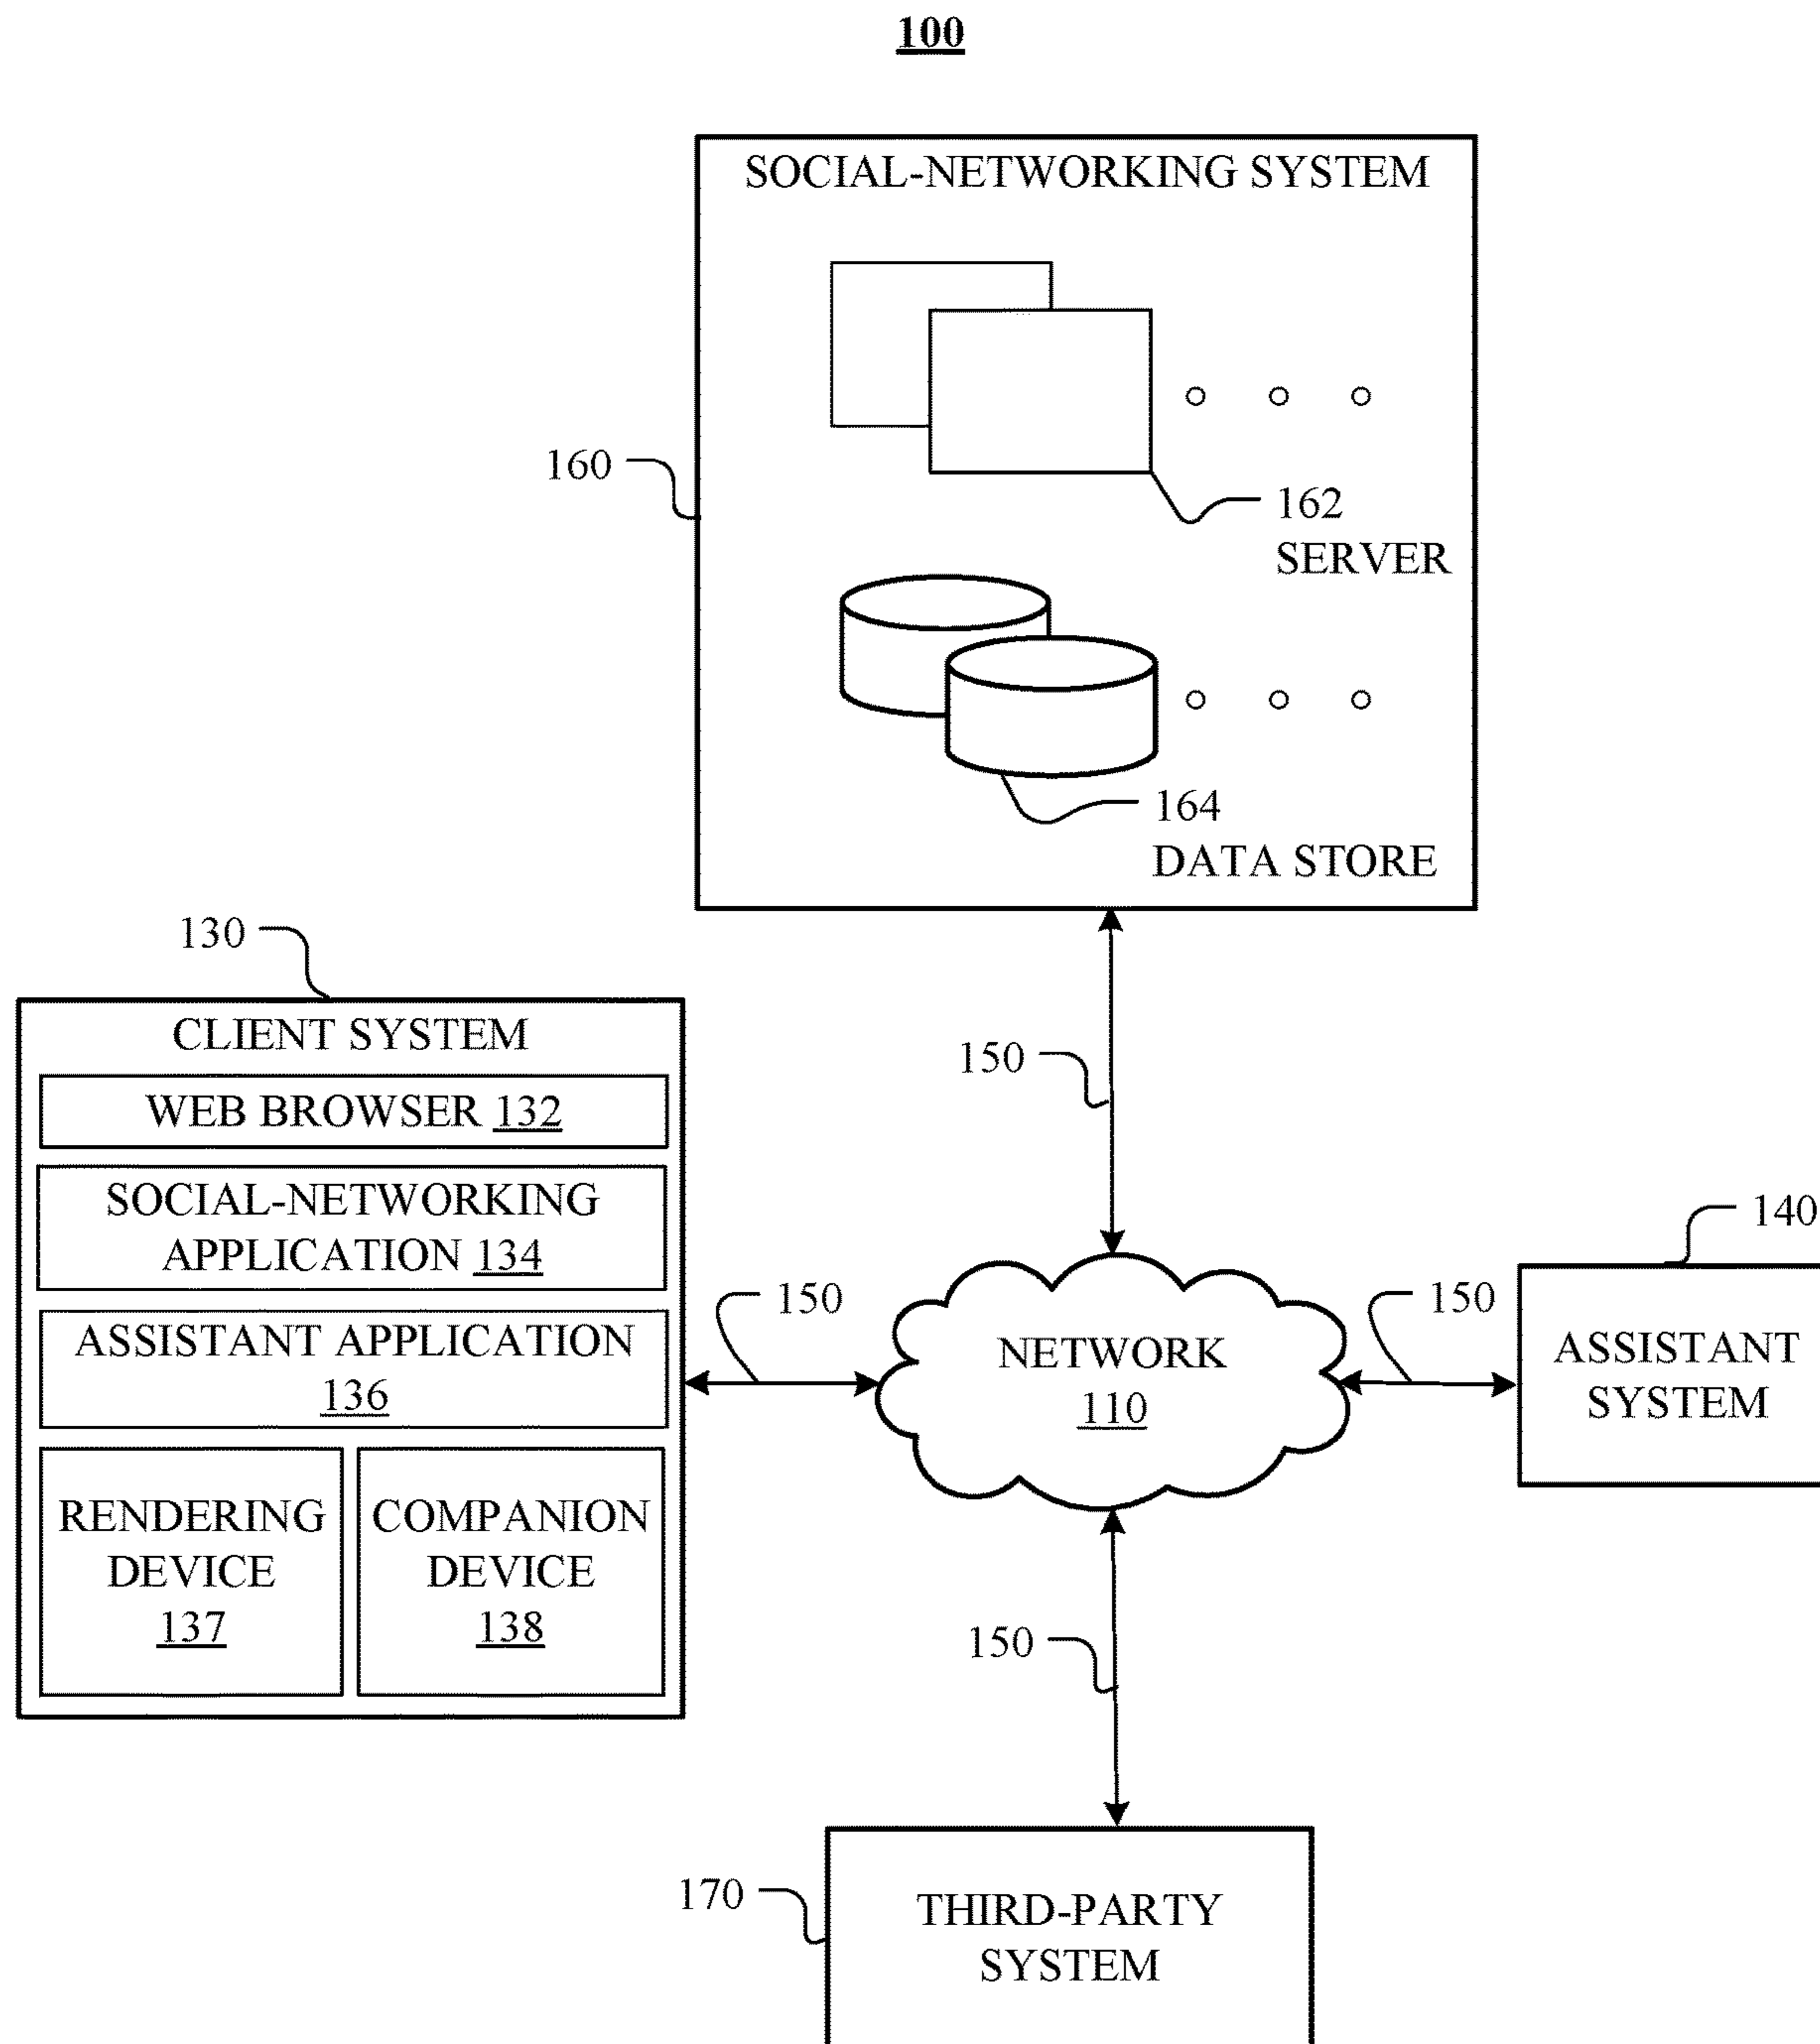 100
SOCIAL-NETWORKING SYSTEM
160
162
SERVER
164
DATA STORE
130
CLIENT SYSTEM
WEB BROWSER 132
SOCIAL-NETWORKING
APPLICATION 134
ASSISTANT APPLICATION
136
RENDERING
DEVICE
137
COMPANION
DEVICE
138
150
150
NETWORK
110
150
140
ASSISTANT
SYSTEM
150
170
THIRD-PARTY
SYSTEM